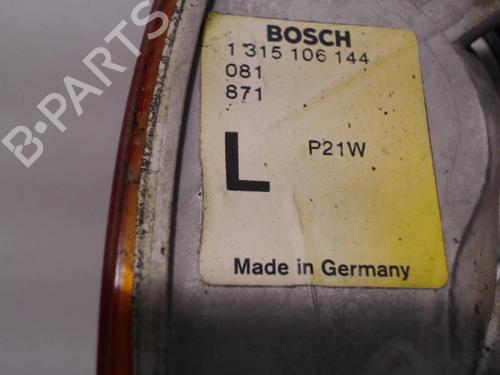 BOSCH
1 315 106 144
081
871
L P21W
Made in Germany
B-PARTS